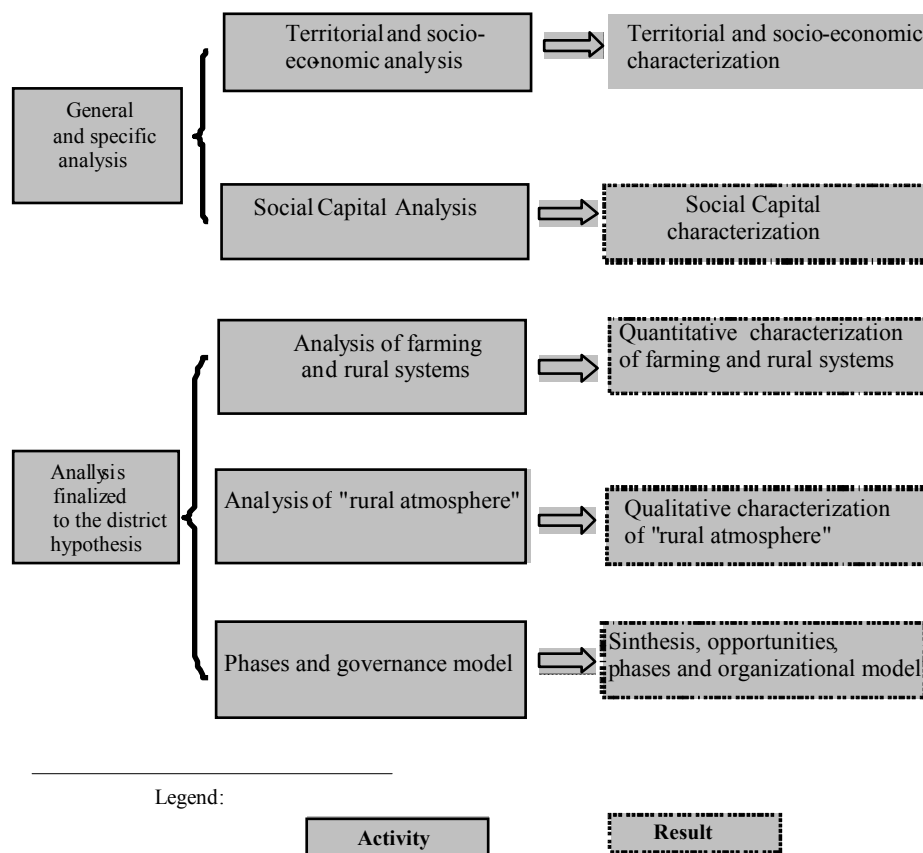 Territorial and socio-
economic analysis
Territorial and socio-economic
characterization
General
and specific
analysis
Social Capital Analysis
Social Capital
characterization
Analysis of farming
and rural systems
Quantitative characterization
of farming and rural systems
Anallysis
finalized
to the district
hypothesis
Analysis of "rural atmosphere"
Qualitative characterization
of "rural atmosphere"
Phases and governance model
Sinthesis, opportunities,
phases and organizational model
Legend:
Activity
Result